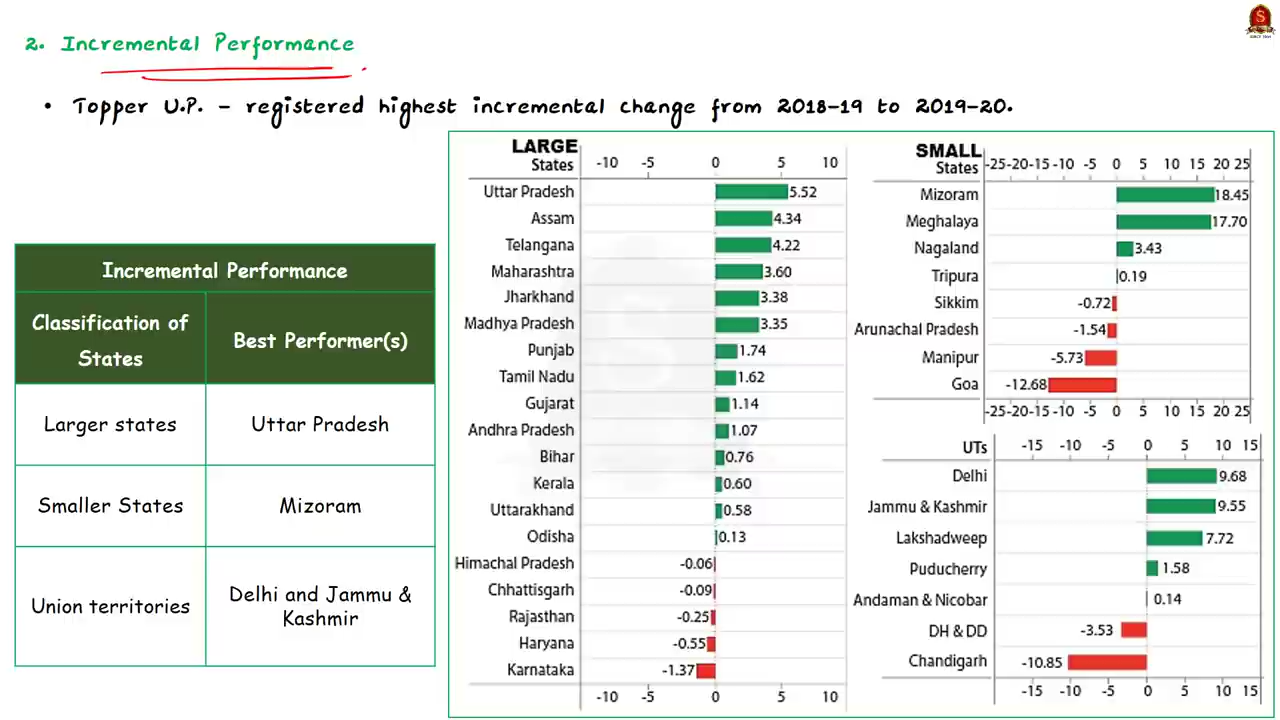 2. Incremental Performance
• Topper U.P. - registered highest incremental change from 2018-19 to 2019-20.
Incremental Performance
Classification of States
Best Performer(s)
Larger states
Uttar Pradesh
Smaller States
Mizoram
Union territories
Delhi and Jammu & Kashmir
LARGE
States -10 -5 0 5 10
Uttar Pradesh 5.52
Assam 4.34
Telangana 4.22
Maharashtra 3.60
Jharkhand 3.38
Madhya Pradesh 3.35
Punjab 1.74
Tamil Nadu 1.62
Gujarat 1.14
Andhra Pradesh 1.07
Bihar 0.76
Kerala 0.60
Uttarakhand 0.58
Odisha 0.13
Himachal Pradesh -0.06
Chhattisgarh -0.09
Rajasthan -0.25
Haryana -0.55
Karnataka -1.37
-10 -5 0 5 10
SMALL
States -25 -20 -15 -10 -5 0 5 10 15 20 25
Mizoram 18.45
Meghalaya 17.70
Nagaland 3.43
Tripura 0.19
Sikkim -0.72
Arunachal Pradesh -1.54
Manipur -5.73
Goa -12.68
-25 -20 -15 -10 -5 0 5 10 15 20 25
UTs -15 -10 -5 0 5 10 15
Delhi 9.68
Jammu & Kashmir 9.55
Lakshadweep 7.72
Puducherry 1.58
Andaman & Nicobar 0.14
DH & DD -3.53
Chandigarh -10.85
-15 -10 -5 0 5 10 15